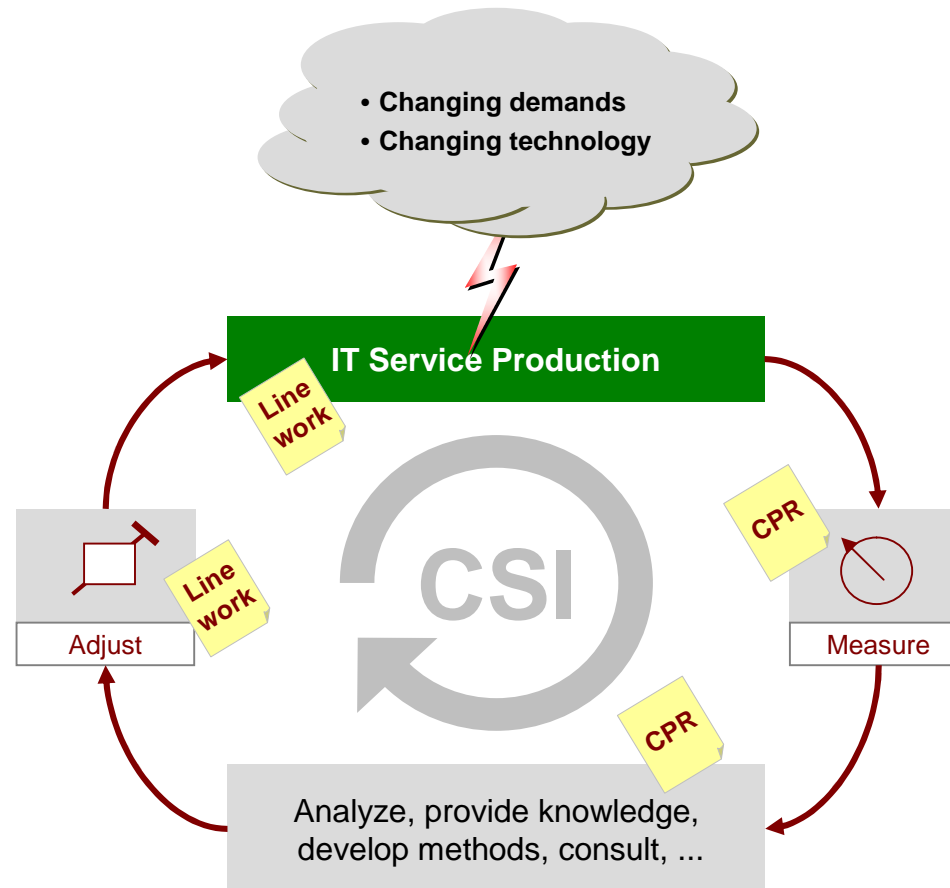 • Changing demands
• Changing technology
IT Service Production
Line
work
CPR
CSI
Line
work
Adjust
Measure
CPR
Analyze, provide knowledge,
develop methods, consult, ...